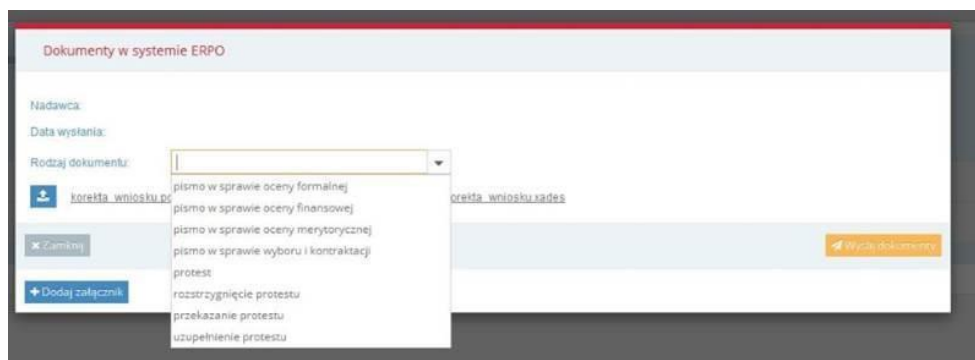 Dokumenty w systemie ERPO
Nadawca:
Data wysłania:
Rodzaj dokumentu:
pismo w sprawie oceny formalnej
korekta_wniosku.po orekta_wniosku.xades
pismo w sprawie oceny finansowej
pismo w sprawie oceny merytorycznej
pismo w sprawie wyboru i kontraktacji
Zamknij
Wyślij dokumenty
protest
Dodaj załącznik
rozstrzygnięcie protestu
przekazanie protestu
uzupełnienie protestu